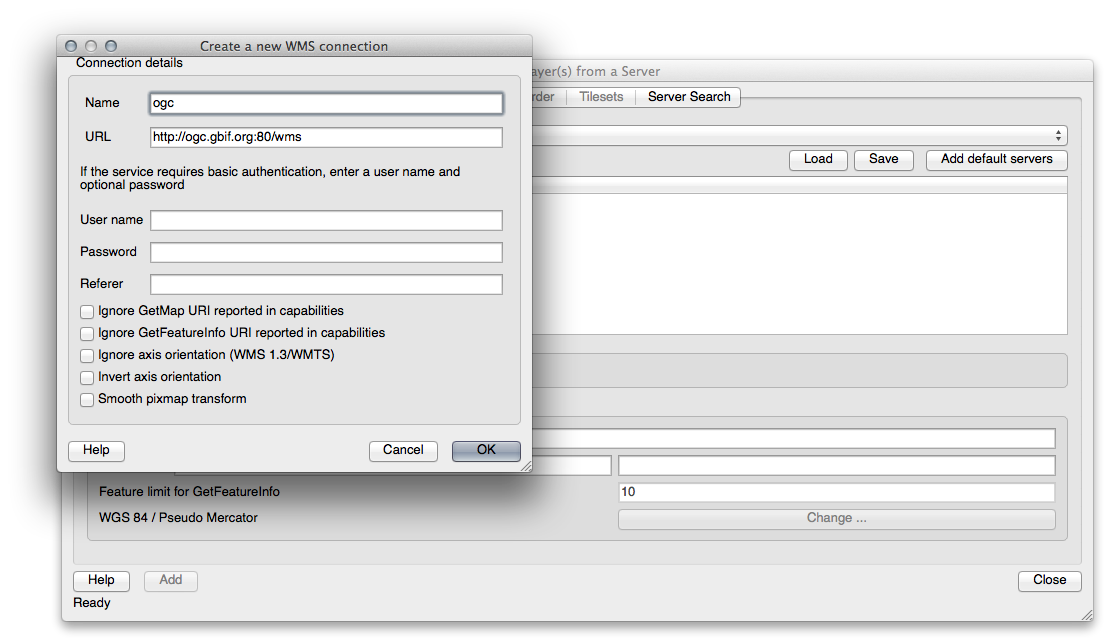 Create a new WMS connection
Connection details
Name ogc
URL http://ogc.gbif.org:80/wms
If the service requires basic authentication, enter a user name and
optional password
User name
Password
Referer
Ignore GetMap URI reported in capabilities
Ignore GetFeatureInfo URI reported in capabilities
Ignore axis orientation (WMS 1.3/WMTS)
Invert axis orientation
Smooth pixmap transform
Help Cancel OK
ayer(s) from a Server
rder Tilesets Server Search
Load Save Add default servers
Feature limit for GetFeatureInfo 10
WGS 84 / Pseudo Mercator Change ...
Help Add Close
Ready